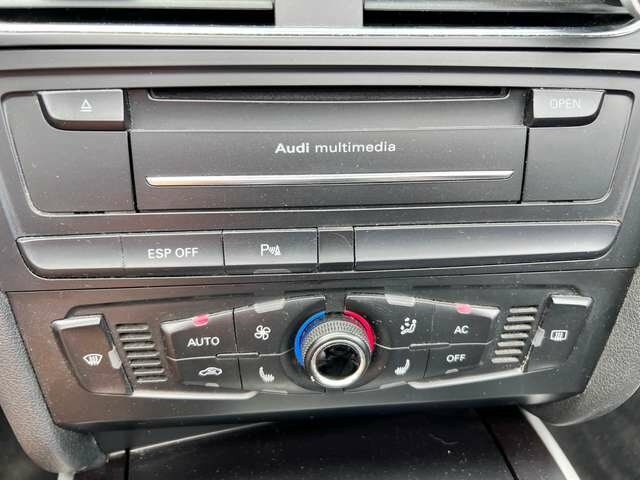 OPEN
Audi multimedia
ESP OFF
P
AUTO
AC
OFF